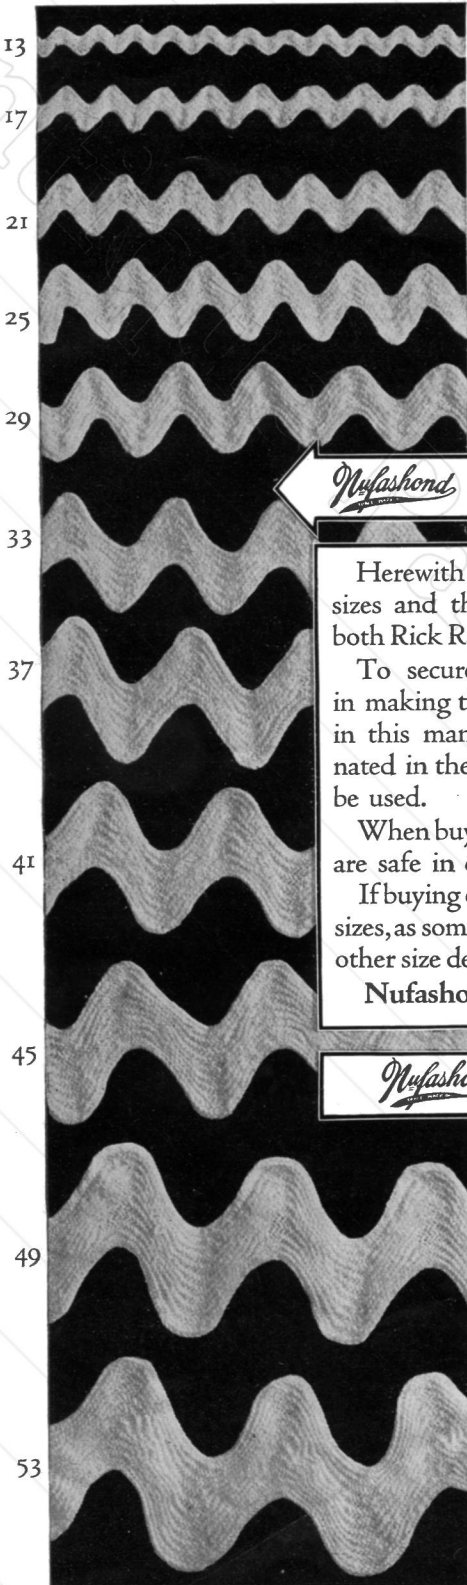 13
17
21
25
29
Nufashond
33
Herewith
sizes and th
both Rick R
37
To secure
in making t
in this man
nated in the
be used.
When buy
41
are safe in
If buying
sizes, as som
other size de
Nufasho
45
Nufasho
49
53